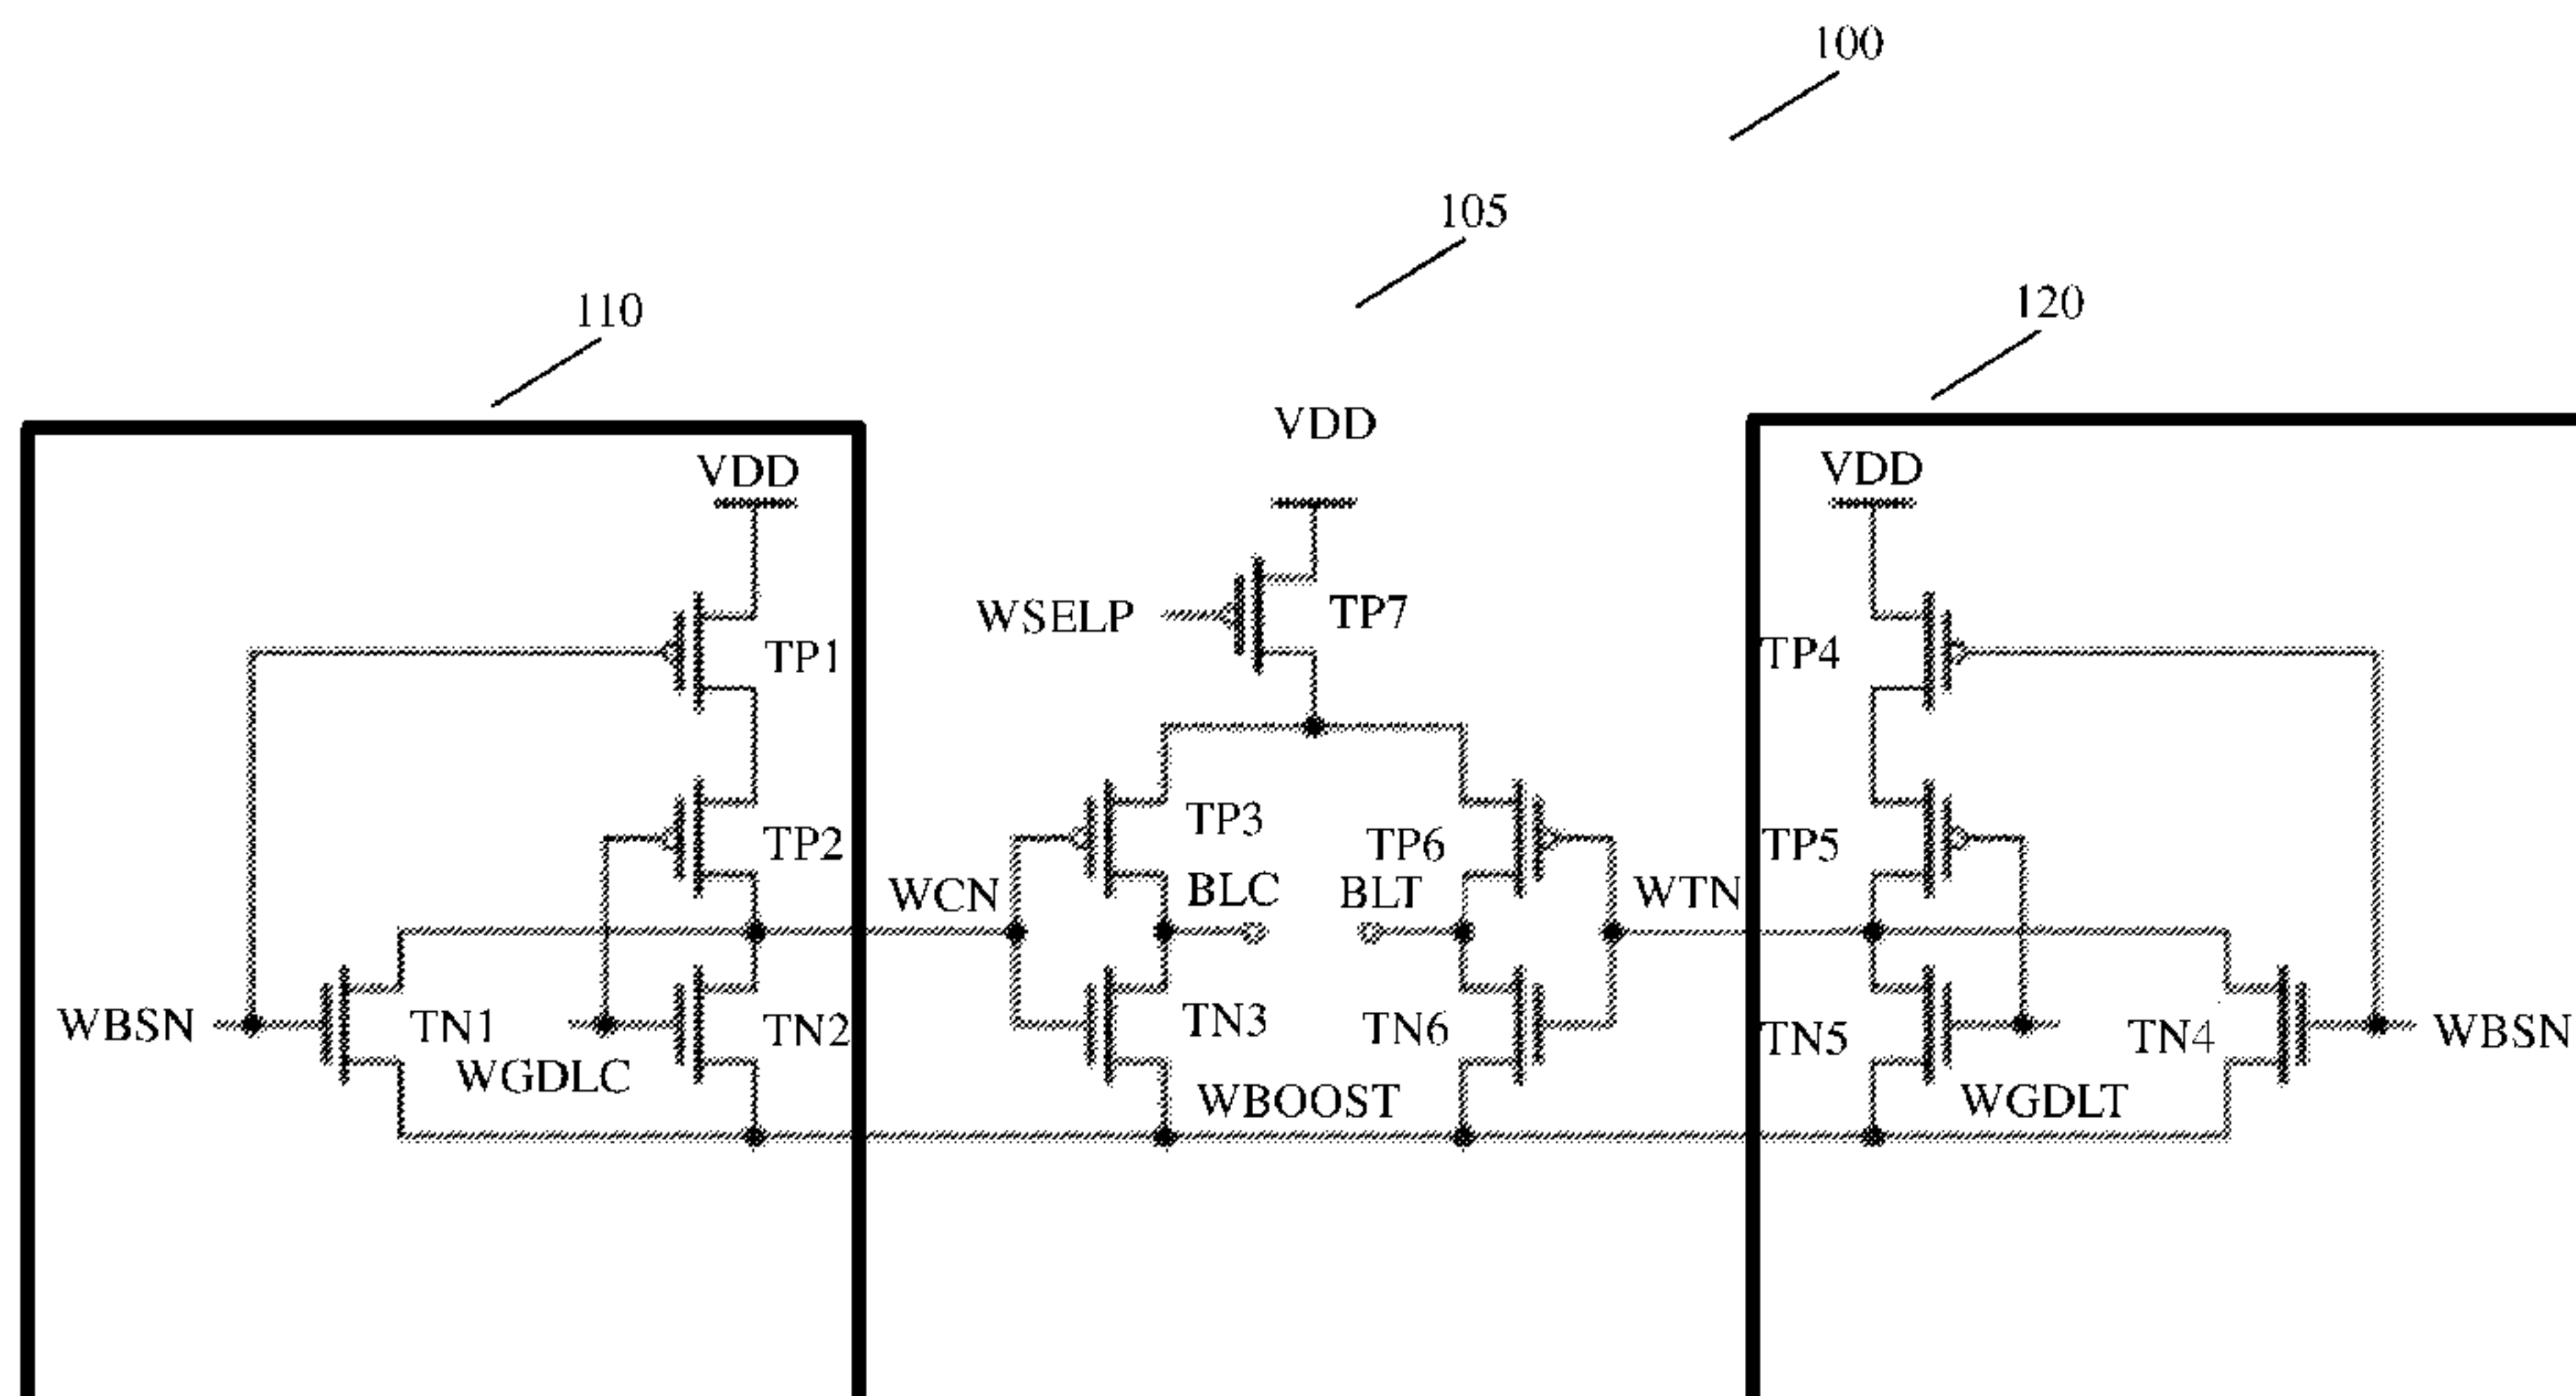 100
105
110
120
VDD
VDD
VDD
WSELP
TP7
TP1
TP4
TP3
TP2
TP6
TP5
WCN
BLC
BLT
WTN
WBSN
TN1
TN2
TN3
TN6
TN5
TN4
WBSN
WGDLC
WBOOST
WGDLT